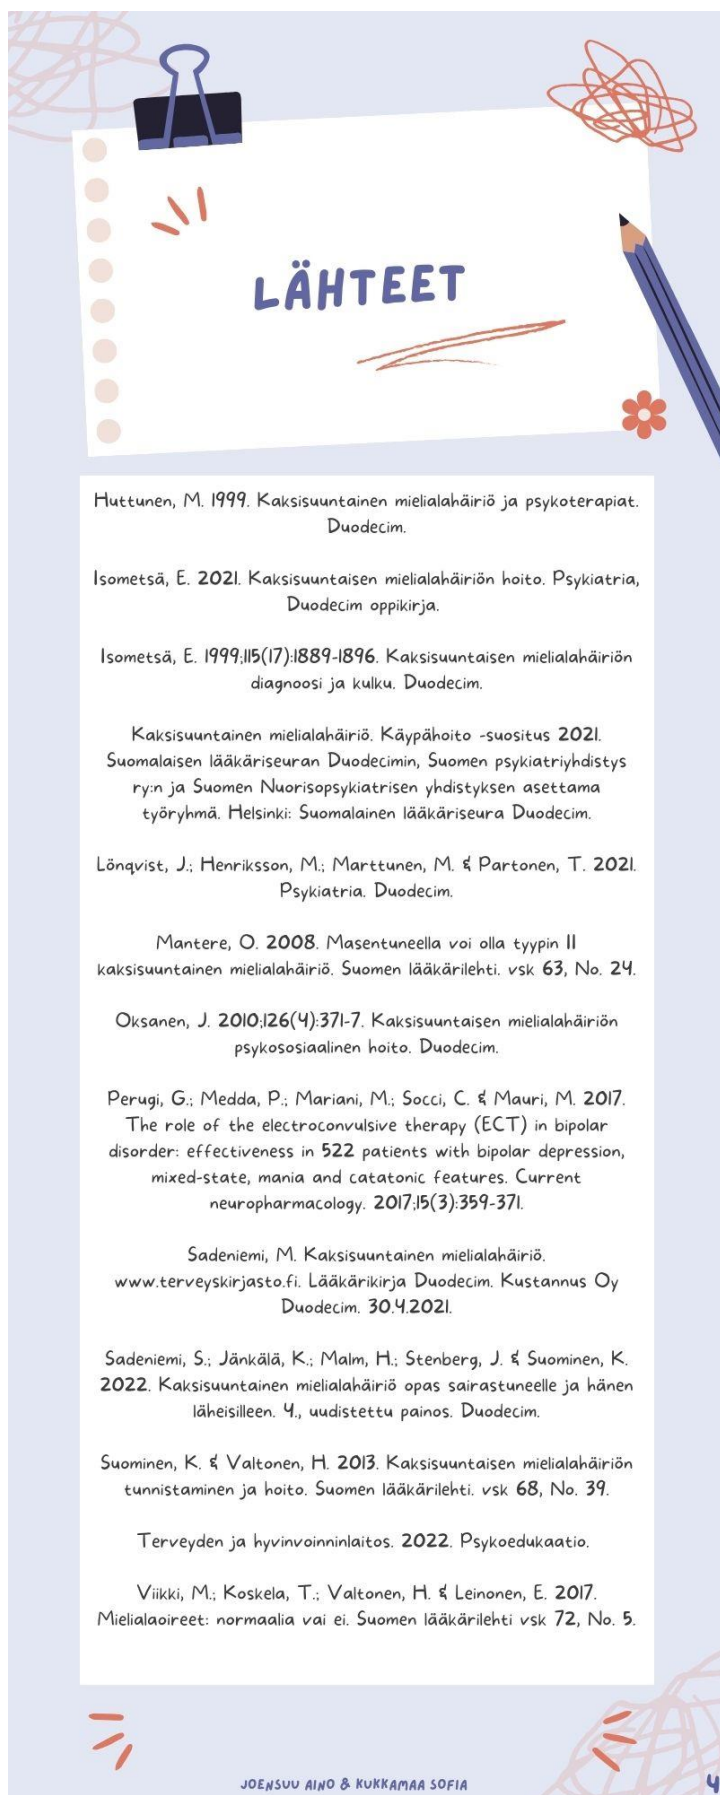 LÄHTEET
Huttunen, M. 1999. Kaksisuuntainen mielialahäiriö ja psykoterapiat.
Duodecim.
Isometsä, E. 2021. Kaksisuuntaisen mielialahäiriön hoito. Psykiatria,
Duodecim oppikirja.
Isometsä, E. 1999;115(17):1889-1896. Kaksisuuntaisen mielialahäiriön
diagnoosi ja kulku. Duodecim.
Kaksisuuntainen mielialahäiriö. Käypähoito -suositus 2021.
Suomalaisen lääkäriseuran Duodecimin, Suomen psykiatriyhdistys
ry:n ja Suomen Nuorisopsykiatrisen yhdistyksen asettama
työryhmä. Helsinki: Suomalainen lääkäriseura Duodecim.
Lönqvist, J.; Henriksson, M.; Marttunen, M. & Partonen, T. 2021.
Psykiatria. Duodecim.
Mantere, O. 2008. Masentuneella voi olla tyypin II
kaksisuuntainen mielialahäiriö. Suomen lääkärilehti. vsk 63, No. 24.
Oksanen, J. 2010;126(4):371-7. Kaksisuuntaisen mielialahäiriön
psykososiaalinen hoito. Duodecim.
Perugi, G.; Medda, P.; Mariani, M.; Socci, C. & Mauri, M. 2017.
The role of the electroconvulsive therapy (ECT) in bipolar
disorder: effectiveness in 522 patients with bipolar depression,
mixed-state, mania and catatonic features. Current
neuropharmacology. 2017;15(3):359-371.
Sadeniemi, M. Kaksisuuntainen mielialahäiriö.
www.terveyskirjasto.fi. Lääkärikirja Duodecim. Kustannus Oy
Duodecim. 30.4.2021.
Sadeniemi, S.; Jänkälä, K.; Malm, H.; Stenberg, J. & Suominen, K.
2022. Kaksisuuntainen mielialahäiriö opas sairastuneelle ja hänen
läheisilleen. 4., uudistettu painos. Duodecim.
Suominen, K. & Valtonen, H. 2013. Kaksisuuntaisen mielialahäiriön
tunnistaminen ja hoito. Suomen lääkärilehti. vsk 68, No. 39.
Terveyden ja hyvinvoinninlaitos. 2022. Psykoedukaatio.
Viikki, M.; Koskela, T.; Valtonen, H. & Leinonen, E. 2017.
Mielialaoireet: normaalia vai ei. Suomen lääkärilehti vsk 72, No. 5.
JOENSUU AINO & KUKKAMAA SOFIA
4